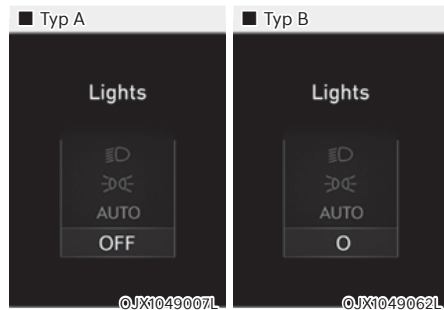 Typ A
Typ B
Lights
AUTO
OFF
OJX1049007L
Lights
AUTO
O
OJX1049062L